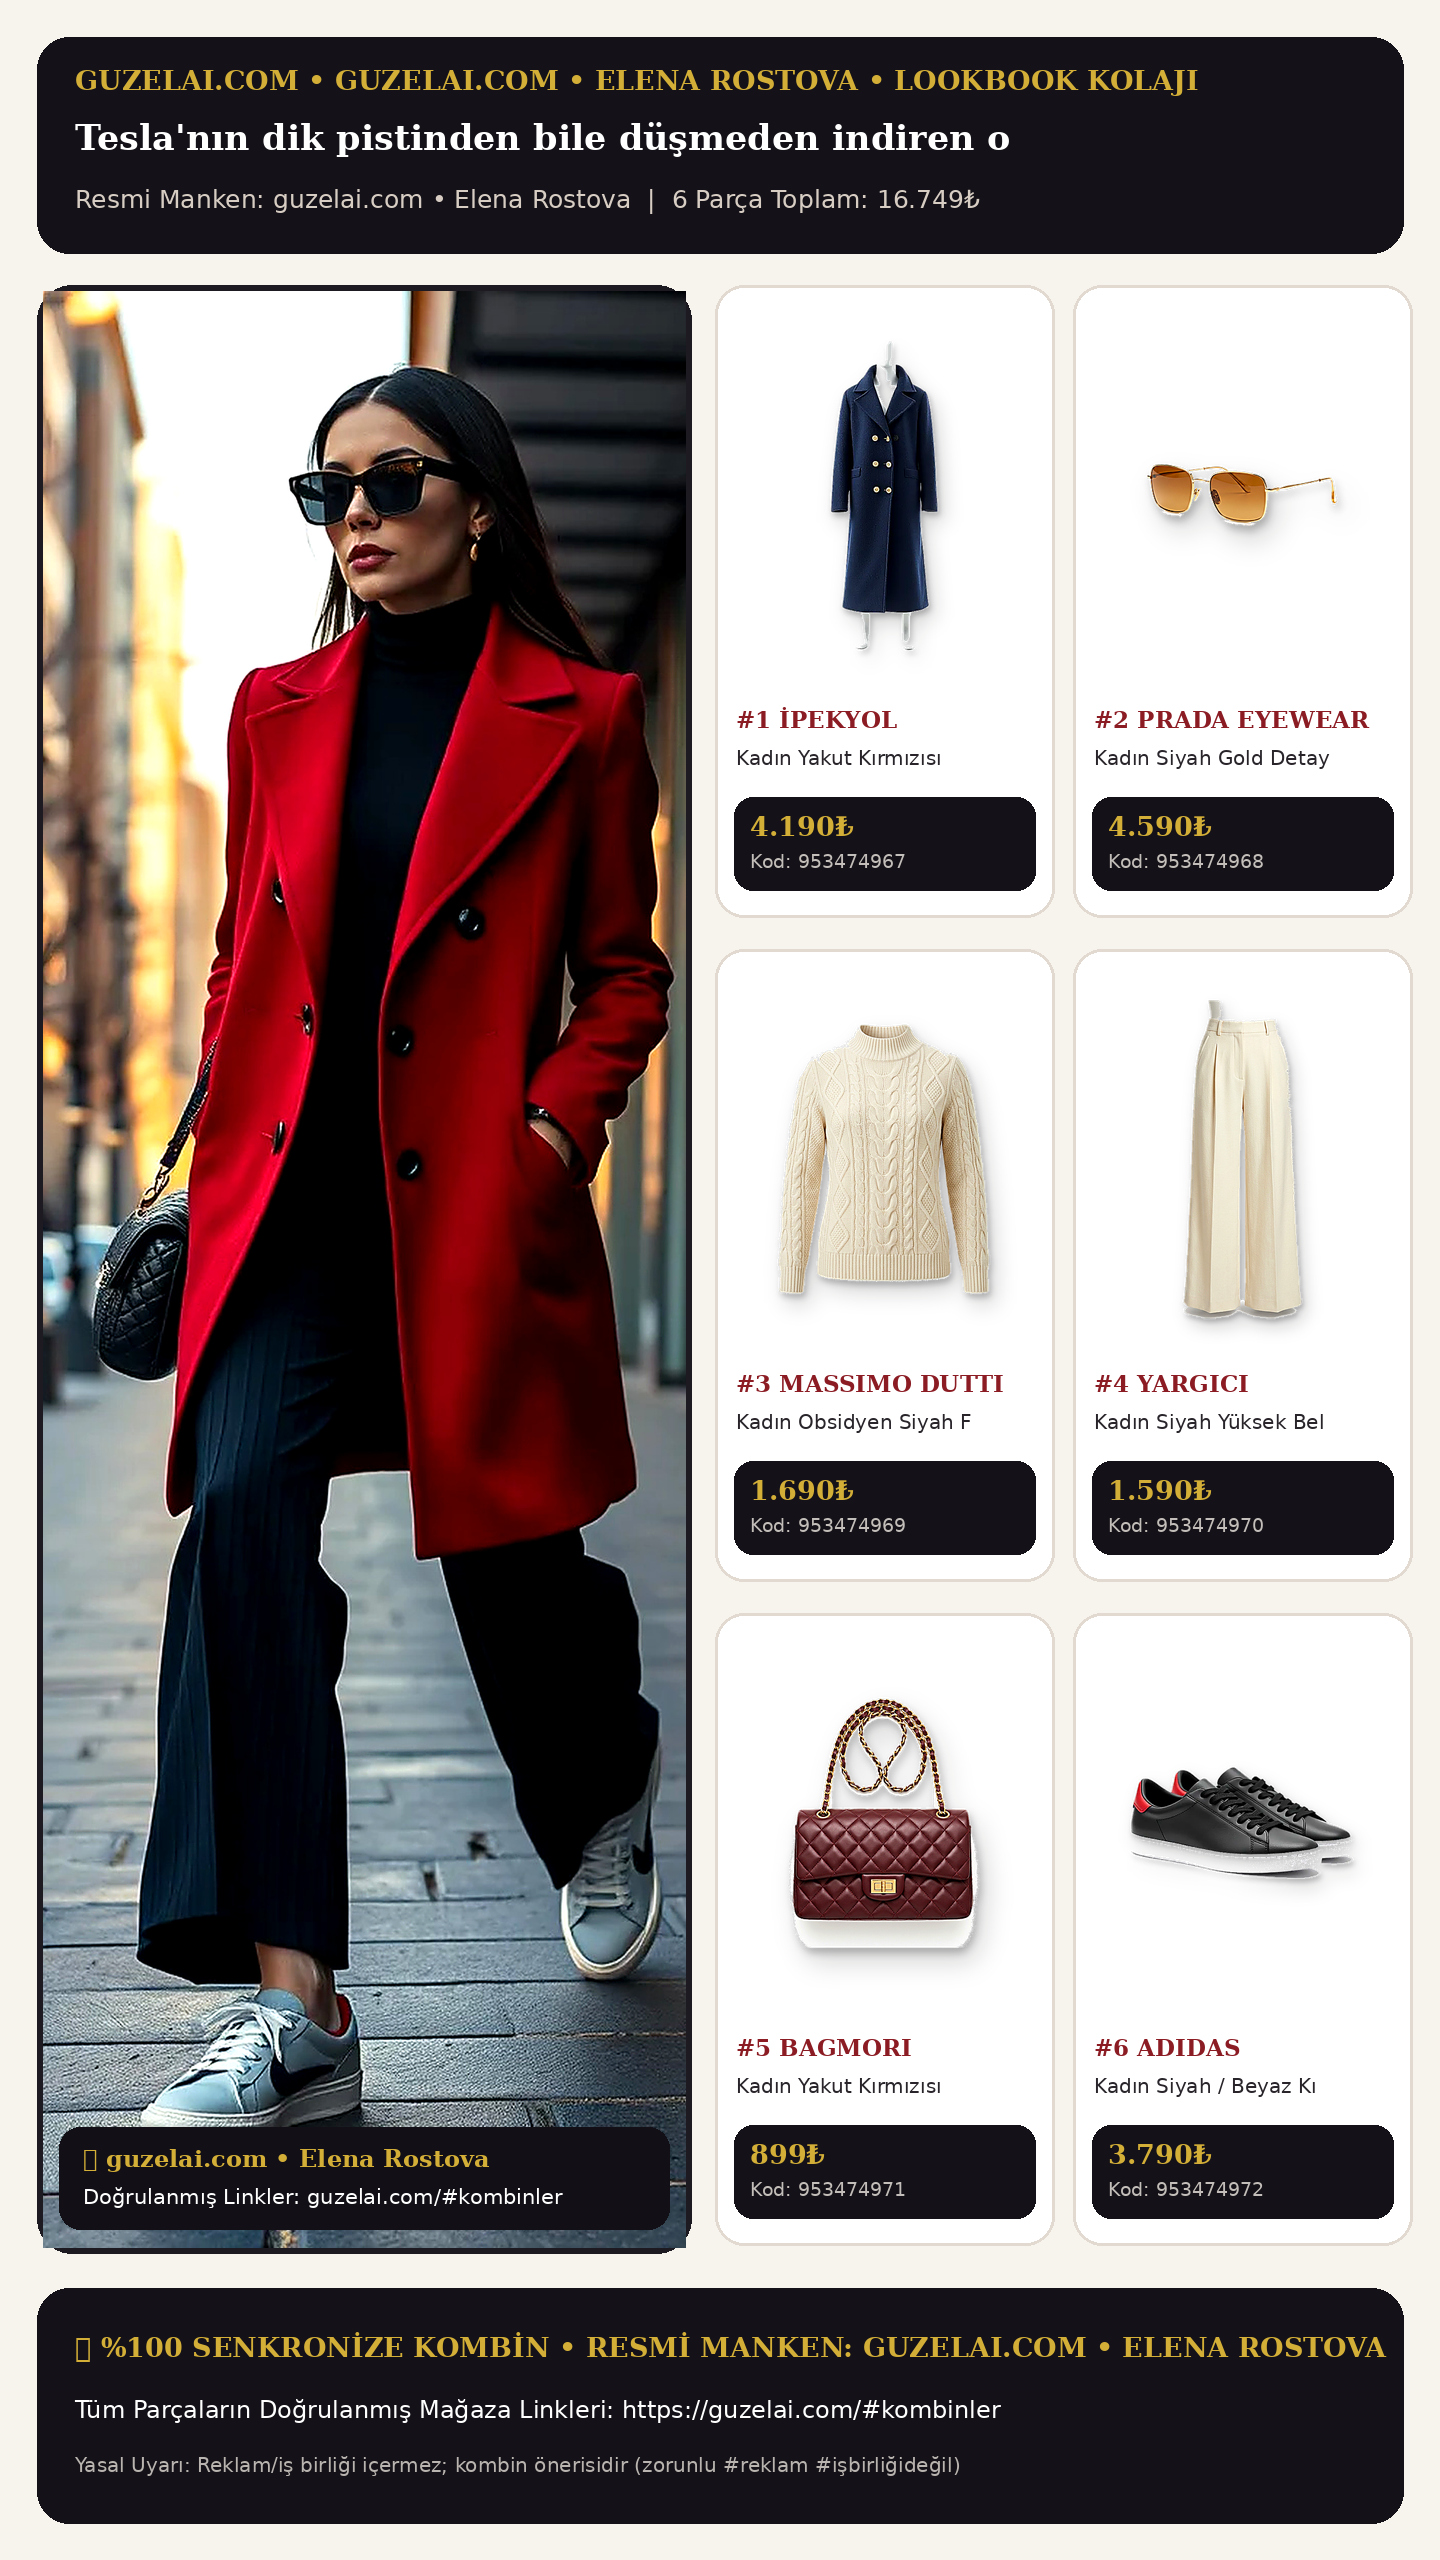 GUZELAI.COM • GUZELAI.COM • ELENA ROSTOVA • LOOKBOOK KOLAJI
Tesla'nın dik pistinden bile düşmeden indiren o
Resmi Manken: guzelai.com • Elena Rostova | 6 Parça Toplam: 16.749₺
#1 İPEKYOL
Kadın Yakut Kırmızısı
4.190₺
Kod: 953474967
#2 PRADA EYEWEAR
Kadın Siyah Gold Detay
4.590₺
Kod: 953474968
#3 MASSIMO DUTTI
Kadın Obsidyen Siyah F
1.690₺
Kod: 953474969
#4 YARGICI
Kadın Siyah Yüksek Bel
1.590₺
Kod: 953474970
#5 BAGMORI
Kadın Yakut Kırmızısı
899₺
Kod: 953474971
#6 ADIDAS
Kadın Siyah / Beyaz Kı
3.790₺
Kod: 953474972
guzelai.com • Elena Rostova
Doğrulanmış Linkler: guzelai.com/#kombinler
%100 SENKRONİZE KOMBİN • RESMİ MANKEN: GUZELAI.COM • ELENA ROSTOVA
Tüm Parçaların Doğrulanmış Mağaza Linkleri: https://guzelai.com/#kombinler
Yasal Uyarı: Reklam/iş birliği içermez; kombin önerisidir (zorunlu #reklam #işbirliğideğil)